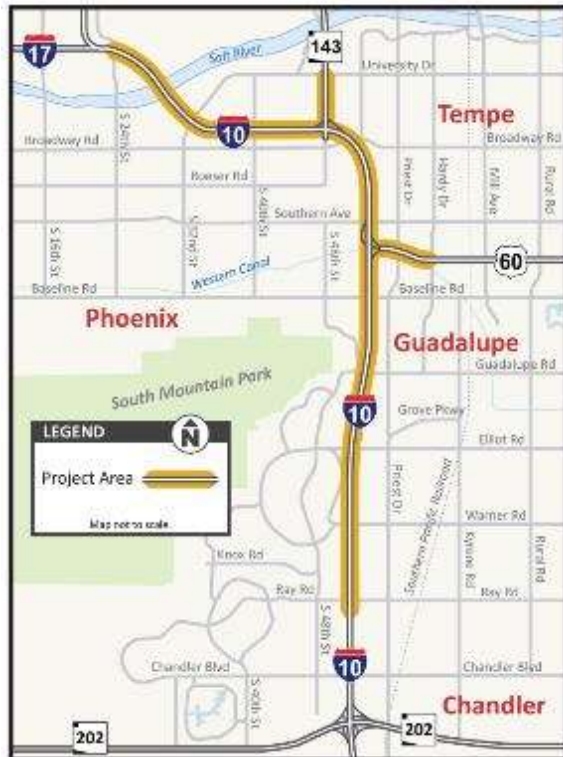 17
Salt River
143
University Dr
Tempe
10
Broadway Rd
Broadway Rd
S 24th St
Roeser Rd
S 40th St
Priest Dr
Hardy Dr
Mill Ave
Rural Rd
Southern Ave
S 16th St
S 32nd St
S 48th St
Western Canal
60
Baseline Rd
Baseline Rd
Phoenix
Guadalupe
Guadalupe Rd
South Mountain Park
10
Grove Pkwy
LEGEND
N
Elliot Rd
Project Area
Priest Dr
Southern Pacific Railroad
Map not to scale.
Warner Rd
Knox Rd
Kyrene Rd
Rural Rd
Ray Rd
Ray Rd
S 48th St
10
Chandler Blvd
Chandler Blvd
S 40th St
Chandler
202
202